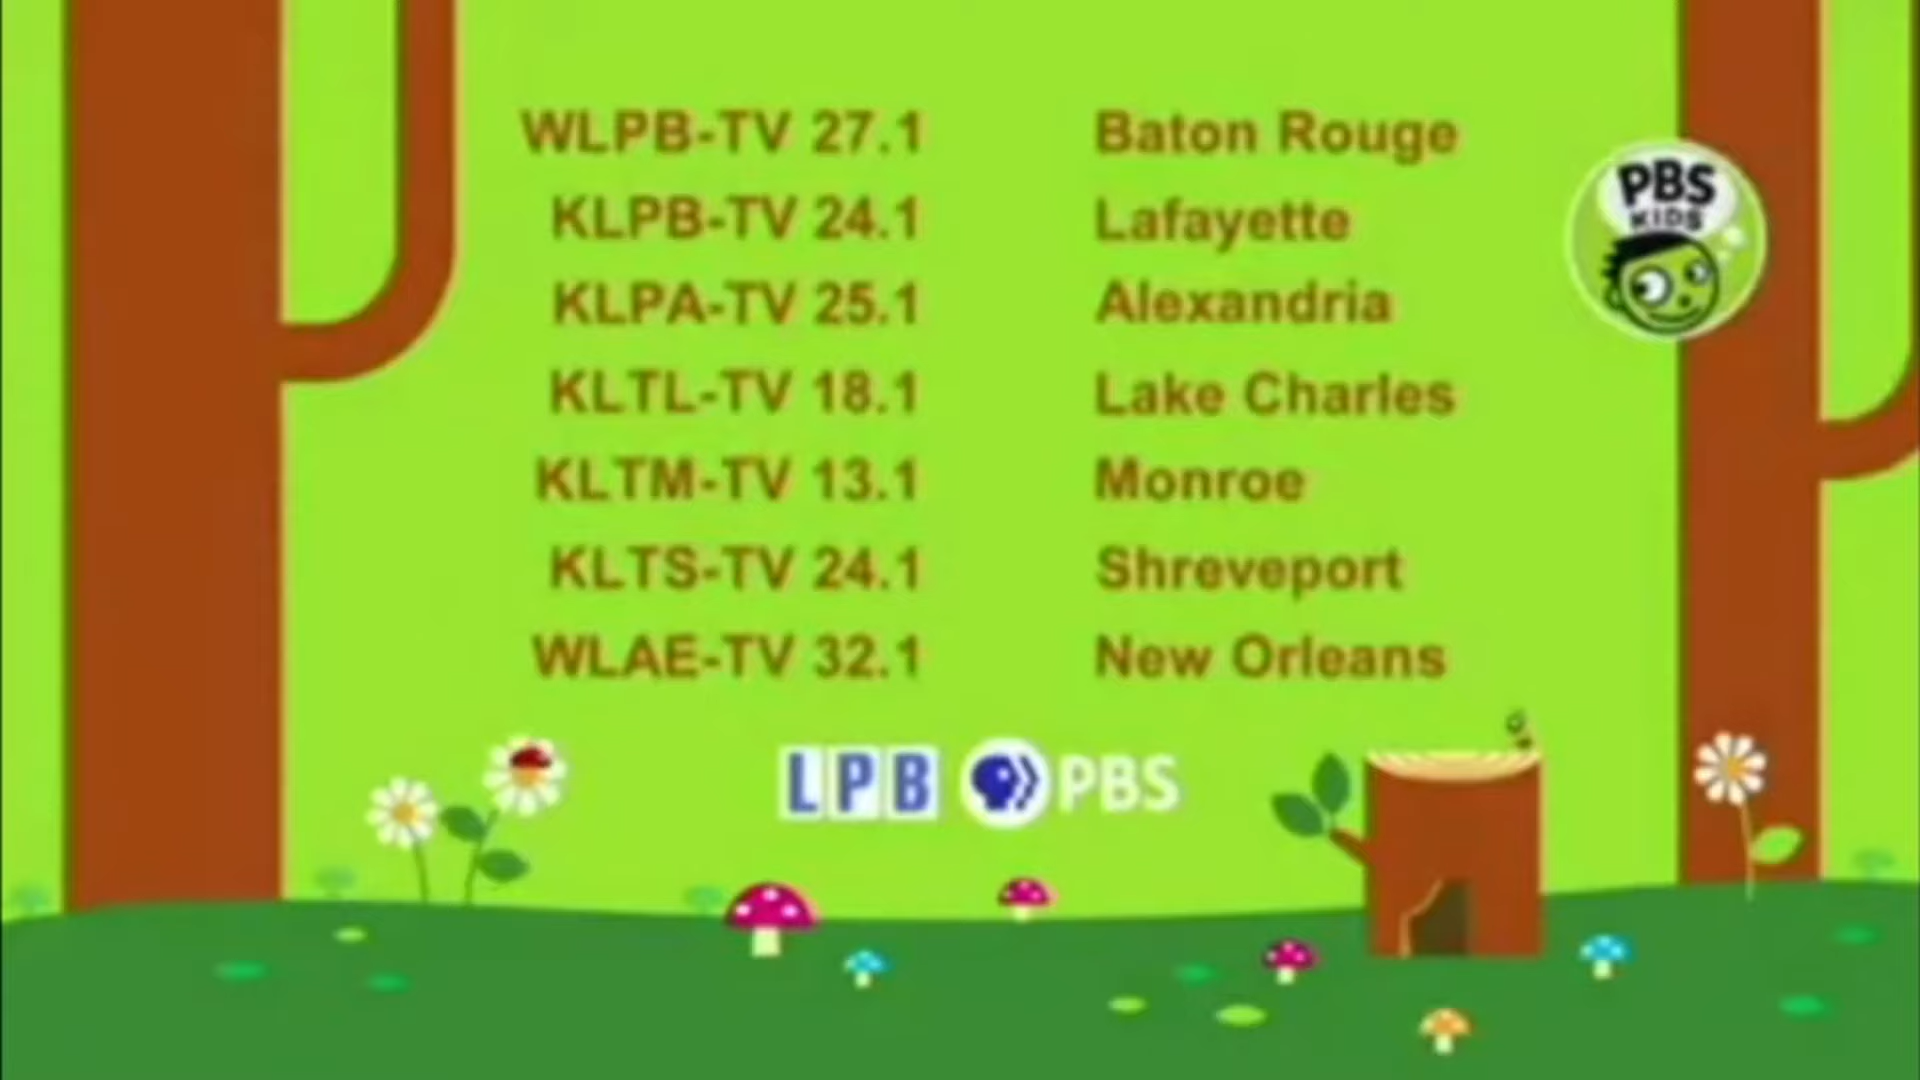 WLPB-TV 27.1 Baton Rouge
KLPB-TV 24.1 Lafayette
KLPA-TV 25.1 Alexandria
KLTL-TV 18.1 Lake Charles
KLTM-TV 13.1 Monroe
KLTS-TV 24.1 Shreveport
WLAE-TV 32.1 New Orleans
PBS
KIDS
LPB PBS